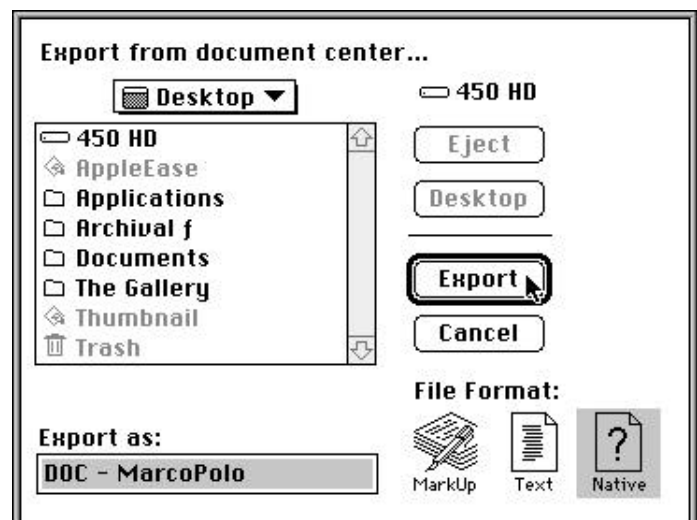 Export from document center...
Desktop
450 HD
AppleEase
Applications
Archival ƒ
Documents
The Gallery
Thumbnail
Trash
Export as:
DOC - MarcoPolo
450 HD
Eject
Desktop
Export
Cancel
File Format:
MarkUp Text Native